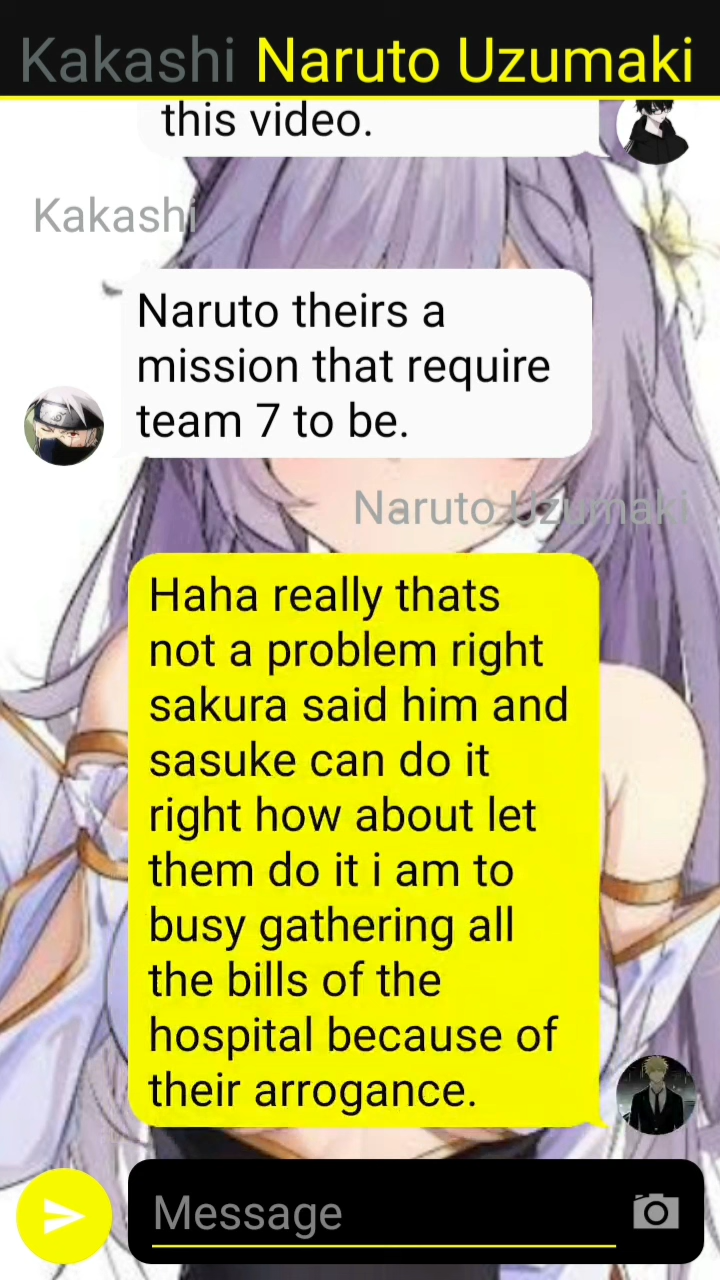 Kakashi Naruto Uzumaki
this video.
Kakashi
Naruto theirs a
mission that require
team 7 to be.
Naruto Uzumaki
Haha really thats
not a problem right
sakura said him and
sasuke can do it
right how about let
them do it i am to
busy gathering all
the bills of the
hospital because of
their arrogance.
Message